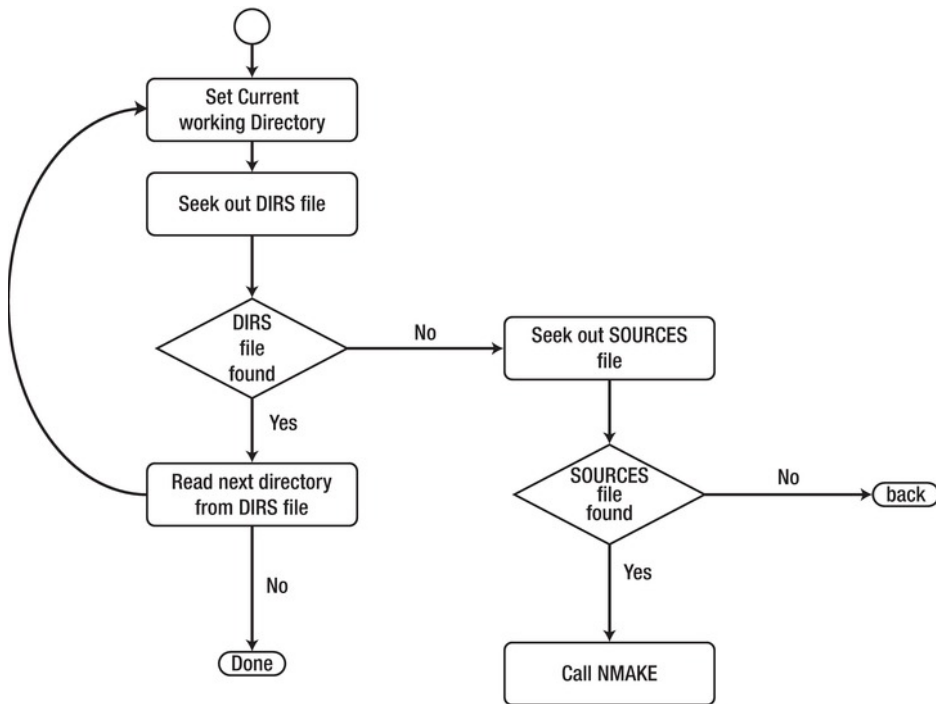 Set Current
working Directory
Seek out DIRS file
DIRS
file
found
No
Seek out SOURCES
file
Yes
Read next directory
from DIRS file
SOURCES
file
found
No
back
Yes
No
Done
Call NMAKE